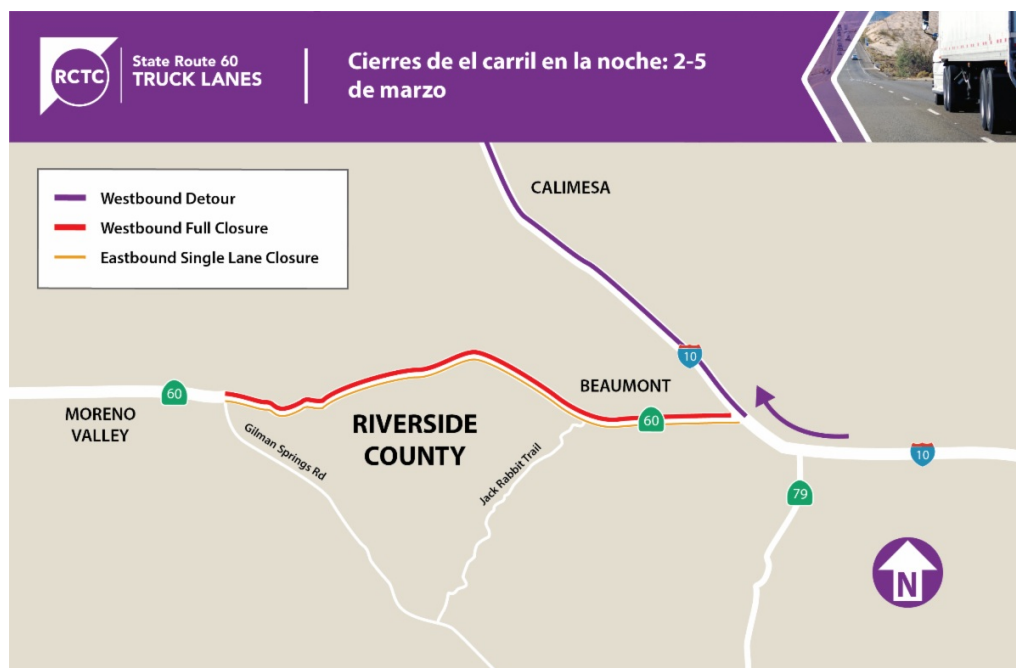 RCTC
State Route 60
TRUCK LANES
Cierres de el carril en la noche: 2-5
de marzo
Westbound Detour
Westbound Full Closure
Eastbound Single Lane Closure
CALIMESA
10
BEAUMONT
60
60
MORENO
VALLEY
RIVERSIDE
COUNTY
Gilman Springs Rd
Jack Rabbit Trail
10
79
N